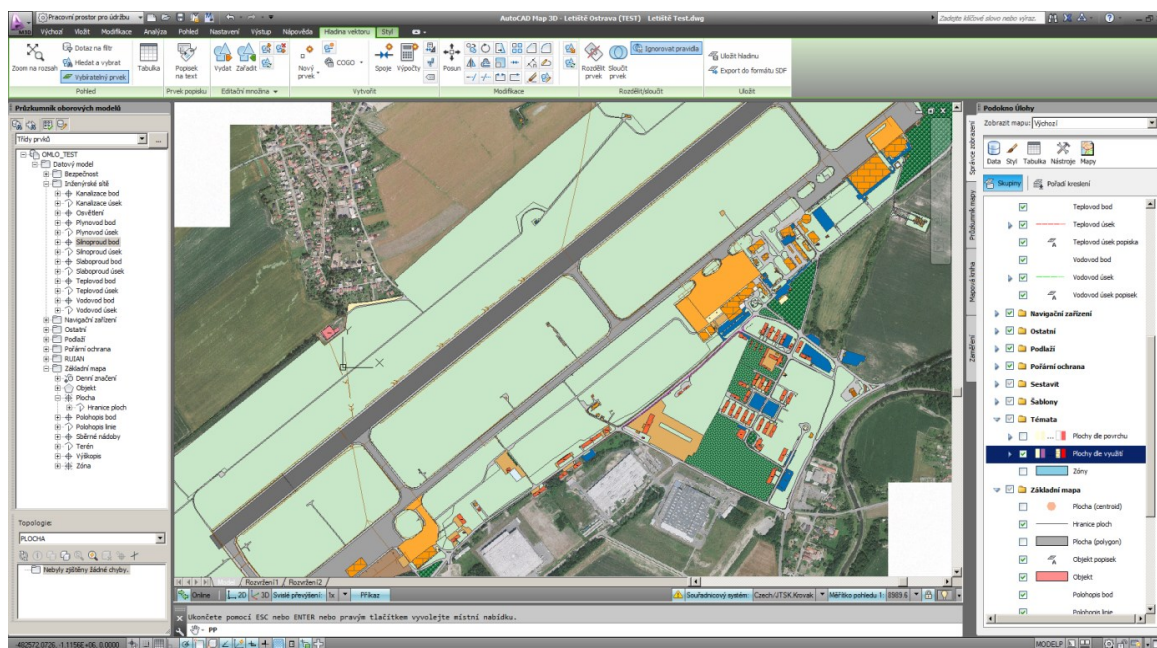 Pracovní prostor pro údržbu
AutoCAD Map 3D - Letiště Ostrava (TEST) Letiště Test.dwg
Zadejte klíčové slovo nebo výraz.
M3D
Výchozí Vložit Modifikace Analýza Pohled Nastavení Výstup Nápověda Hladina vektoru Styl
Zoom na rozsah
Dotaz na filtr
Hledat a vybrat
Vybíratelný prvek
Tabulka
Popisek na text
Vydat Zařadit
Nový prvek
COGO
Spoje Výpočty
Posun
Rozdělit prvek
Sloučit prvek
Ignorovat pravidla
Uložit hladinu
Export do formátu SDF
Pohled
Prvek popisku
Editační množina
Vytvořit
Modifikace
Rozdělit/sloučit
Uložit
Průzkumník oborových modelů
Třídy prvků
...
OMLO_TEST
Datový model
Bezpečnost
Inženýrské sítě
Kanalizace bod
Kanalizace úsek
Osvětlení
Plynovod bod
Plynovod úsek
Silnoproud bod
Silnoproud úsek
Slaboproud bod
Slaboproud úsek
Teplovod bod
Teplovod úsek
Vodovod bod
Vodovod úsek
Navigační zařízení
Ostatní
Podlaží
Požární ochrana
RUIAN
Základní mapa
Denní značení
Objekt
Plocha
Hranice ploch
Polohopis bod
Polohopis linie
Sběrné nádoby
Terén
Výškopis
Zóna
Topologie:
PLOCHA
Nebyly zjištěny žádné chyby.
Model / Rozvržení1 / Rozvržení2
Online 2D 3D Svislé převýšení: 1x Příkaz
Souřadnicový systém: Czech/JTSK.Krovak Měřítko pohledu 1: 8989.6
Ukončete pomocí ESC nebo ENTER nebo pravým tlačítkem vyvolejte místní nabídku.
- PP
-482572.0726, -1.1156E+06, 0.0000
MODELP
Podokno Úlohy
Zobrazit mapu: Výchozí
Data Styl Tabulka Nástroje Mapy
Skupiny
Pořadí kreslení
Správce zobrazení
Průzkumník mapy
Mapová kniha
Zaměření
Teplovod bod
Teplovod úsek
Teplovod úsek popiska
Vodovod bod
Vodovod úsek
Vodovod úsek popisek
Navigační zařízení
Ostatní
Podlaží
Požární ochrana
Sestavit
Šablony
Témata
Plochy dle povrchu
Plochy dle využití
Zóny
Základní mapa
Plocha (centroid)
Hranice ploch
Plocha (polygon)
Objekt popisek
Objekt
Polohopis bod
Polohopis linie